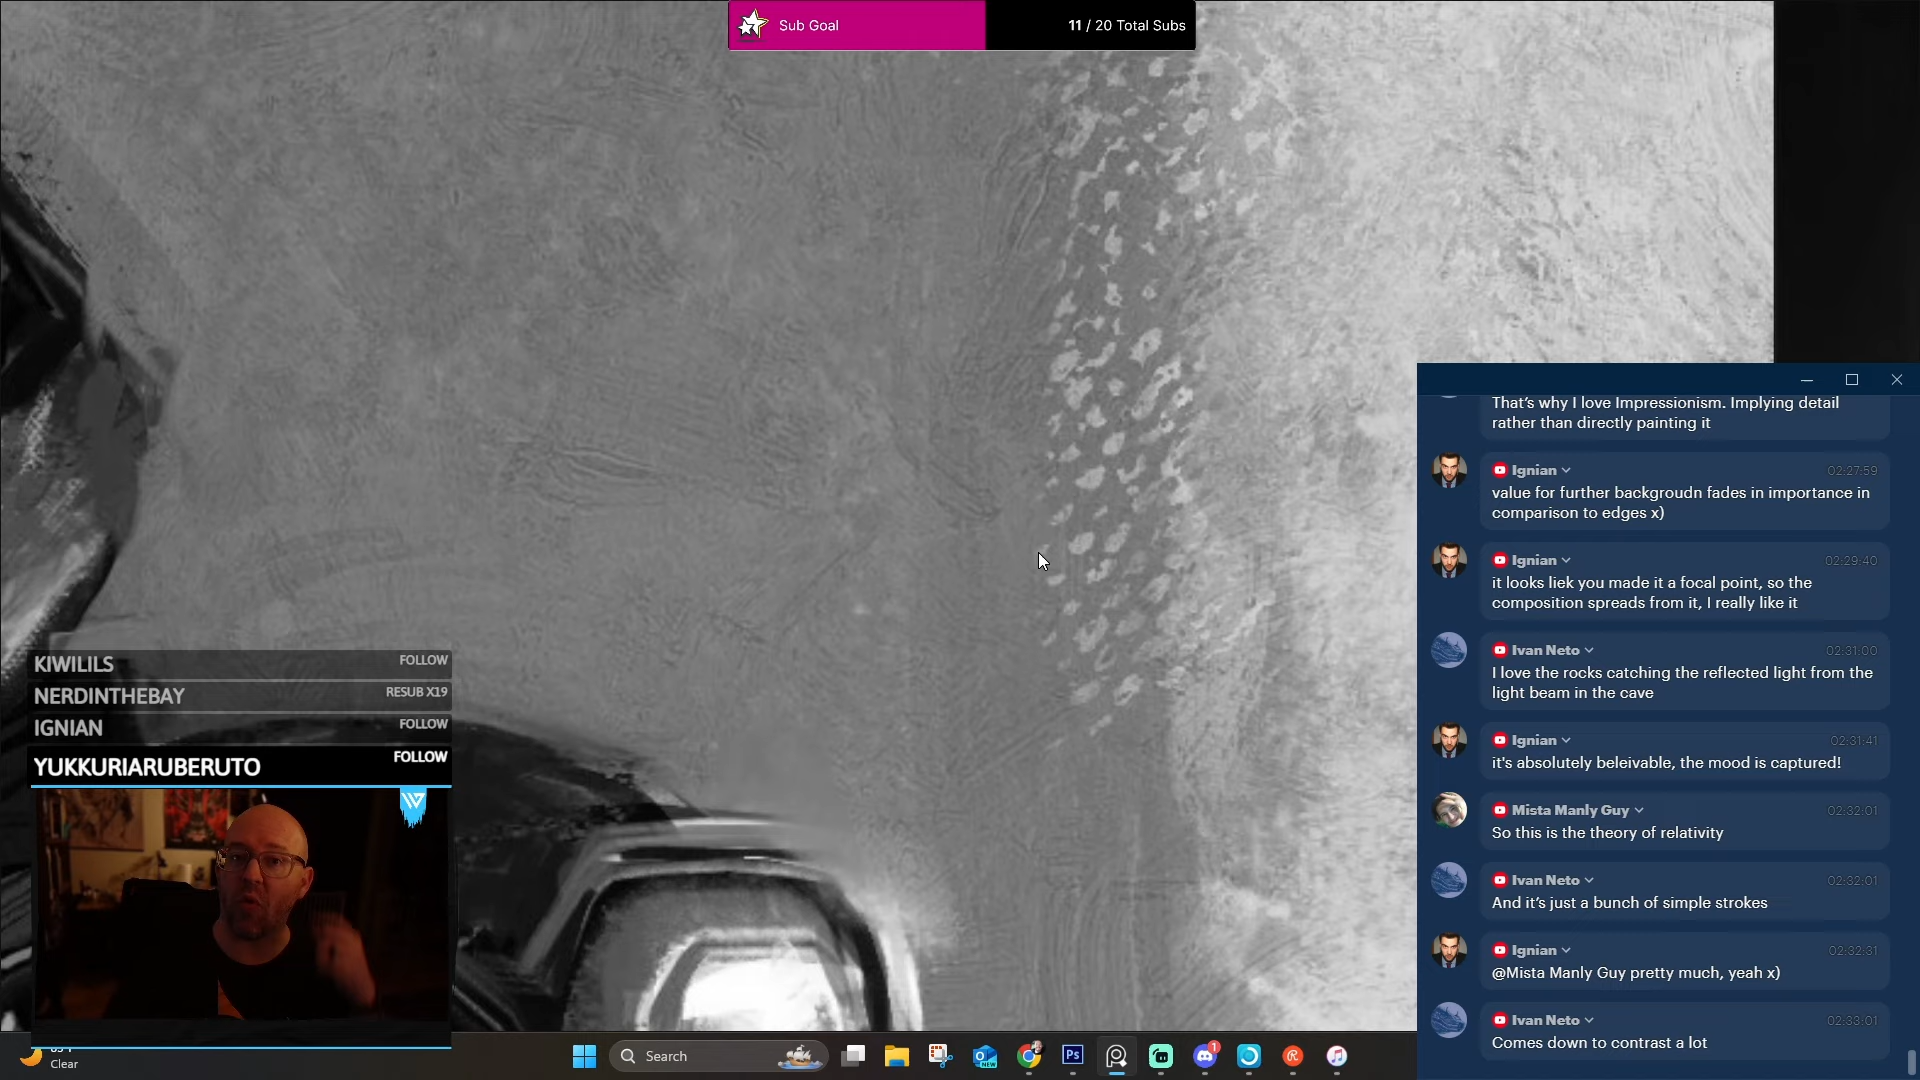 Sub Goal
11 / 20 Total Subs
That's why I love Impressionism. Implying detail
rather than directly painting it
Ignian
02:27:59
value for further backgroudn fades in importance in
comparison to edges x)
Ignian
02:29:40
it looks liek you made it a focal point, so the
composition spreads from it, I really like it
Ivan Neto
02:31:00
I love the rocks catching the reflected light from the
light beam in the cave
Ignian
02:31:41
it's absolutely beleivable, the mood is captured!
Mista Manly Guy
02:32:01
So this is the theory of relativity
Ivan Neto
02:32:01
And it's just a bunch of simple strokes
Ignian
02:32:31
@Mista Manly Guy pretty much, yeah x)
Ivan Neto
02:33:01
Comes down to contrast a lot
KIWILILS
FOLLOW
NERDINTHEBAY
RESUB X19
IGNIAN
FOLLOW
YUKKURIARUBERUTO
FOLLOW
Clear
Search
NEW
Ps
1